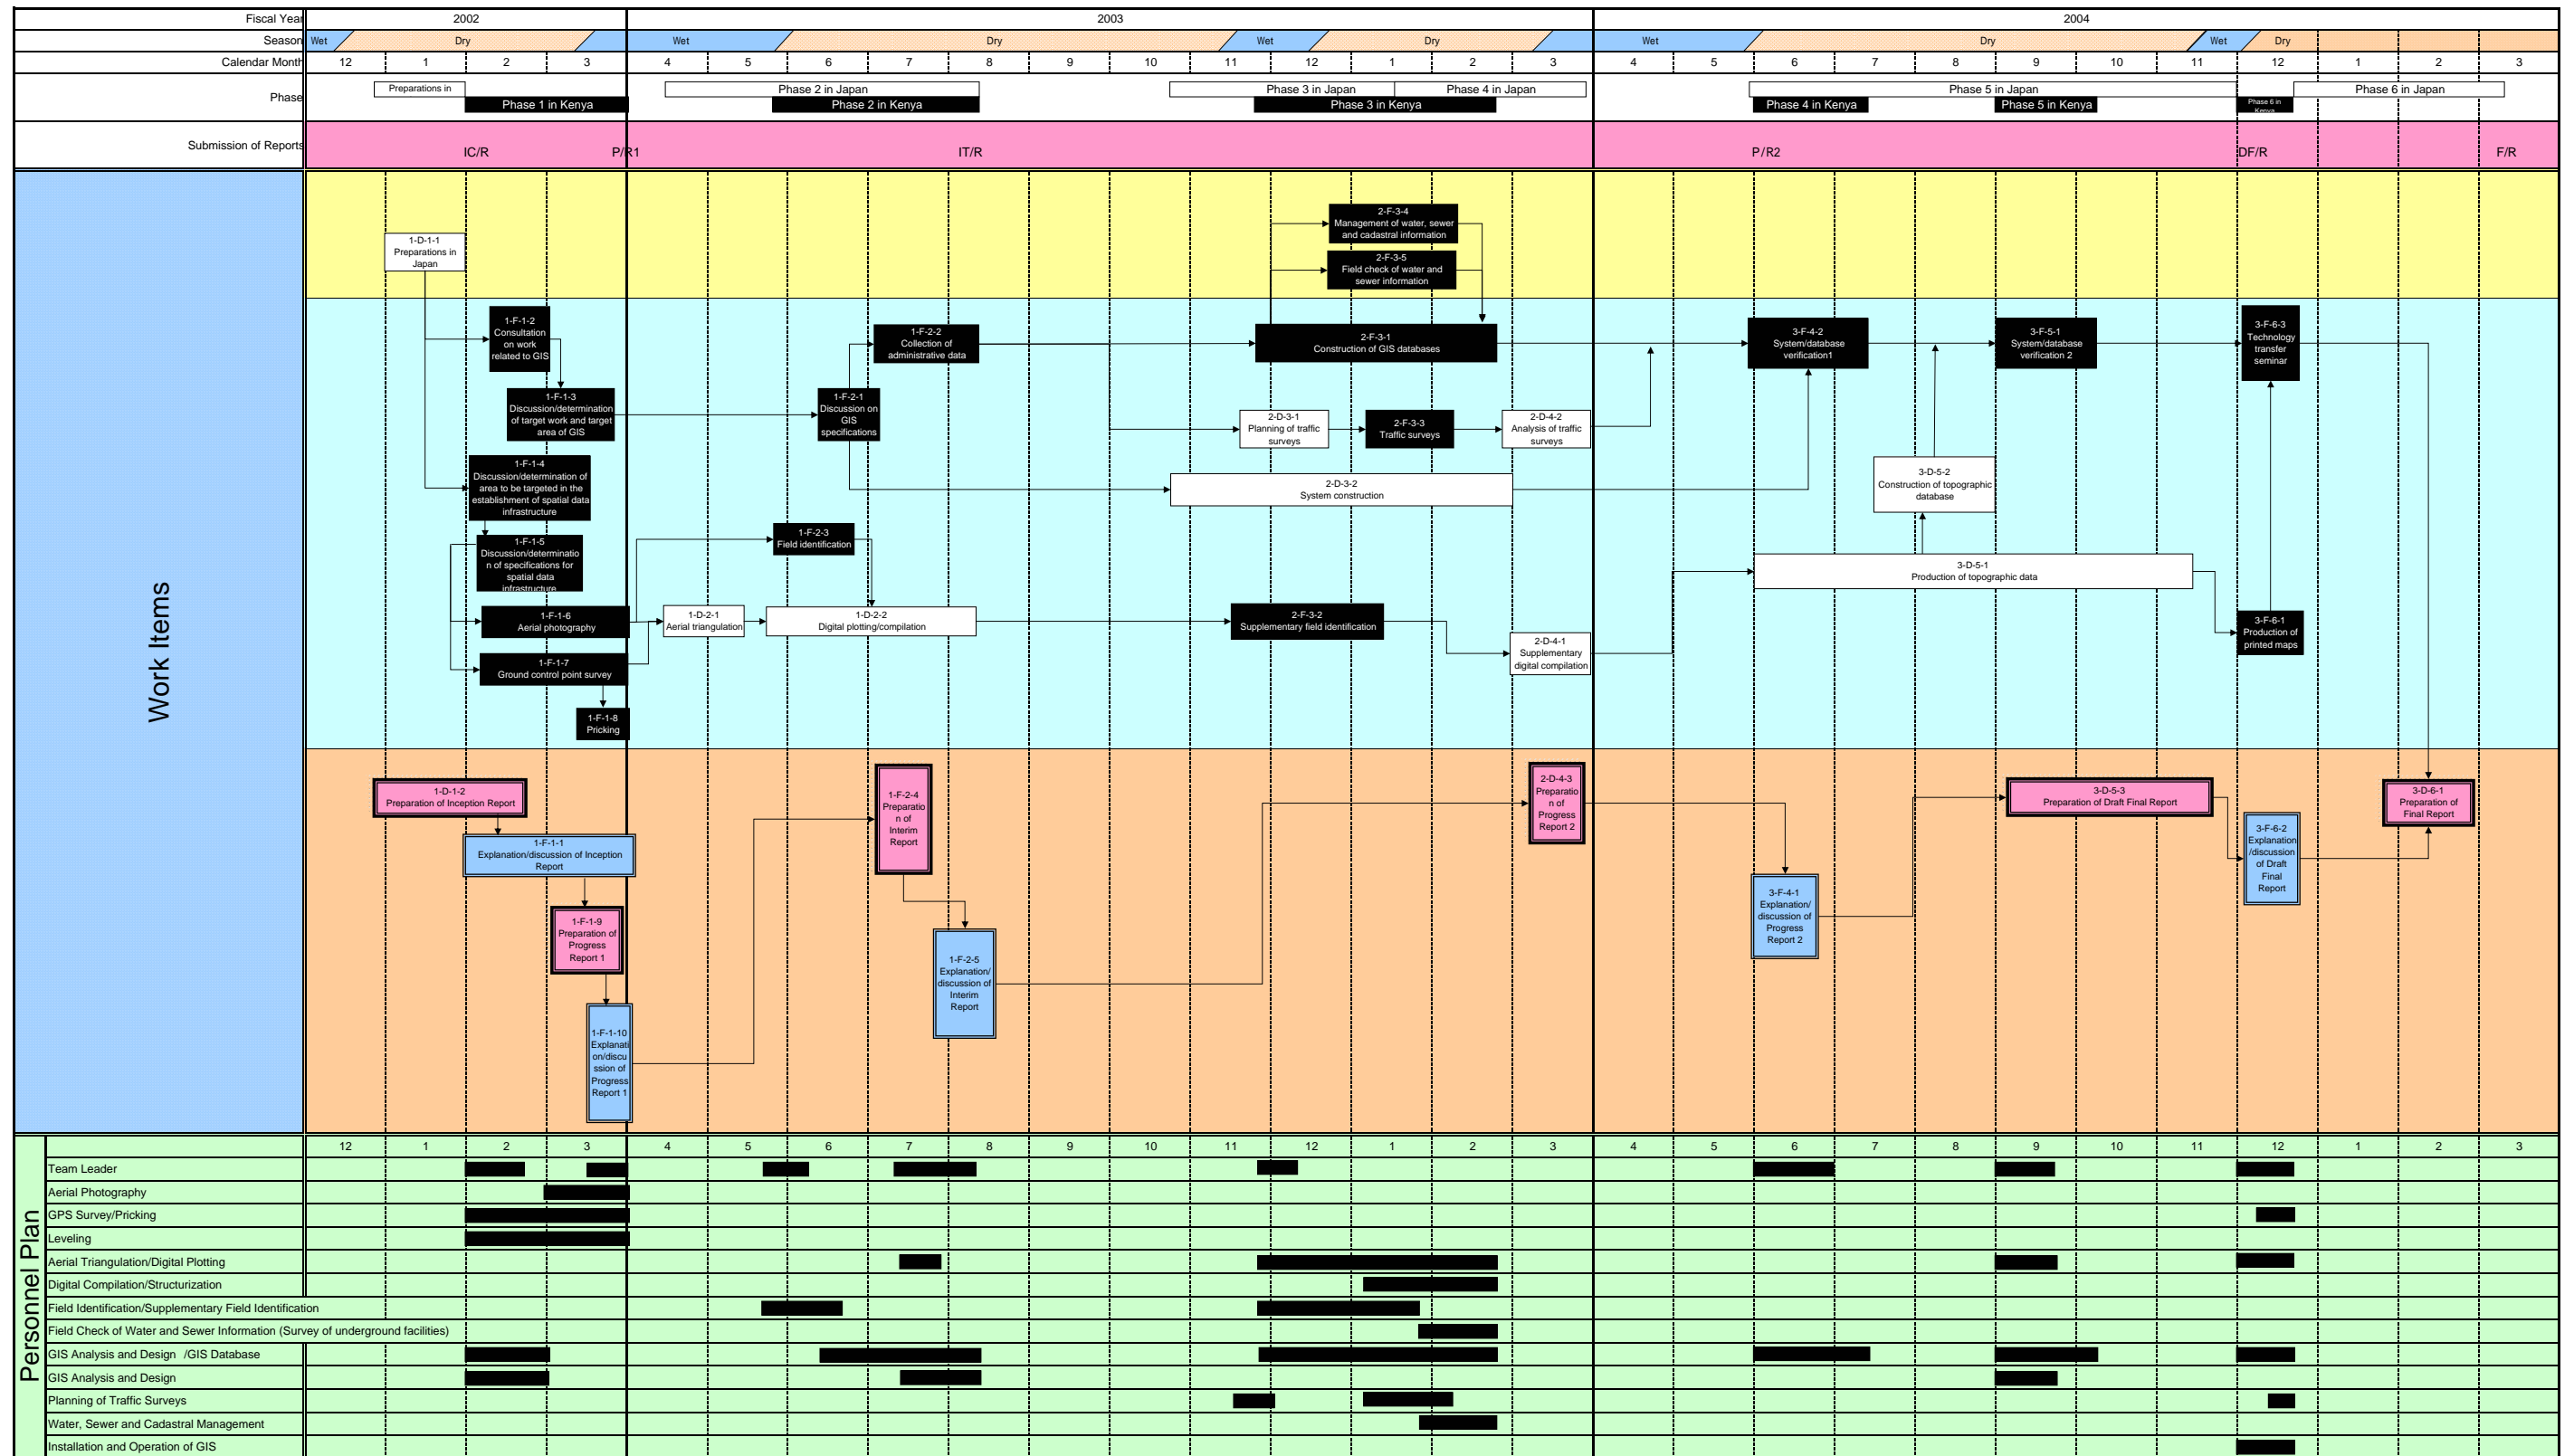 Fiscal Year 2002 2003 2004
Season Wet Dry Wet Dry Wet Dry Wet Dry Wet Dry
Calendar Month 12 1 2 3 4 5 6 7 8 9 10 11 12 1 2 3 4 5 6 7 8 9 10 11 12 1 2 3
Phase
Preparations in
Phase 2 in Japan
Phase 3 in Japan
Phase 4 in Japan
Phase 5 in Japan
Phase 6 in Japan
Phase 1 in Kenya
Phase 2 in Kenya
Phase 3 in Kenya
Phase 4 in Kenya
Phase 5 in Kenya
Phase 6 in
Kenya
Submission of Reports IC/R P/R1 IT/R P/R2 DF/R F/R
Work Items
1-D-1-1
Preparations in
Japan
2-F-3-4
Management of water, sewer
and cadastral information
2-F-3-5
Field check of water and
sewer information
1-F-1-2
Consultation
on work
related to GIS
1-F-2-2
Collection of
administrative data
2-F-3-1
Construction of GIS databases
3-F-4-2
System/database
verification1
3-F-5-1
System/database
verification 2
3-F-6-3
Technology
transfer
seminar
1-F-1-3
Discussion/determination
of target work and target
area of GIS
1-F-2-1
Discussion on
GIS
specifications
2-D-3-1
Planning of traffic
surveys
2-F-3-3
Traffic surveys
2-D-4-2
Analysis of traffic
surveys
1-F-1-4
Discussion/determination of
area to be targeted in the
establishment of spatial data
infrastructure
2-D-3-2
System construction
3-D-5-2
Construction of topographic
database
1-F-1-5
Discussion/determinatio
n of specifications for
spatial data
infrastructure
1-F-2-3
Field identification
3-D-5-1
Production of topographic data
1-F-1-6
Aerial photography
1-D-2-1
Aerial triangulation
1-D-2-2
Digital plotting/compilation
2-F-3-2
Supplementary field identification
2-D-4-1
Supplementary
digital compilation
3-F-6-1
Production of
printed maps
1-F-1-7
Ground control point survey
1-F-1-8
Pricking
1-D-1-2
Preparation of Inception Report
1-F-1-1
Explanation/discussion of Inception
Report
1-F-1-9
Preparation of
Progress
Report 1
1-F-1-10
Explanati
on/discu
ssion of
Progress
Report 1
1-F-2-4
Preparatio
n of
Interim
Report
1-F-2-5
Explanation/
discussion of
Interim
Report
2-D-4-3
Preparatio
n of
Progress
Report 2
3-F-4-1
Explanation/
discussion of
Progress
Report 2
3-D-5-3
Preparation of Draft Final Report
3-F-6-2
Explanation
/discussion
of Draft
Final
Report
3-D-6-1
Preparation of
Final Report
Personnel Plan
12 1 2 3 4 5 6 7 8 9 10 11 12 1 2 3 4 5 6 7 8 9 10 11 12 1 2 3
Team Leader
Aerial Photography
GPS Survey/Pricking
Leveling
Aerial Triangulation/Digital Plotting
Digital Compilation/Structurization
Field Identification/Supplementary Field Identification
Field Check of Water and Sewer Information (Survey of underground facilities)
GIS Analysis and Design /GIS Database
GIS Analysis and Design
Planning of Traffic Surveys
Water, Sewer and Cadastral Management
Installation and Operation of GIS